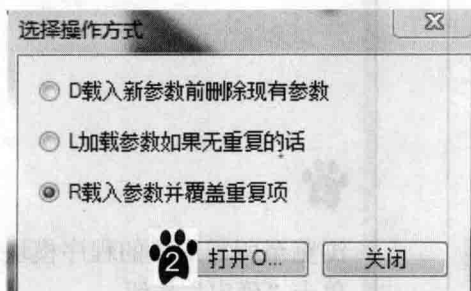 选择操作方式
D载入新参数前删除现有参数
L加载参数如果无重复的话
R载入参数并覆盖重复项
2 打开O... 关闭